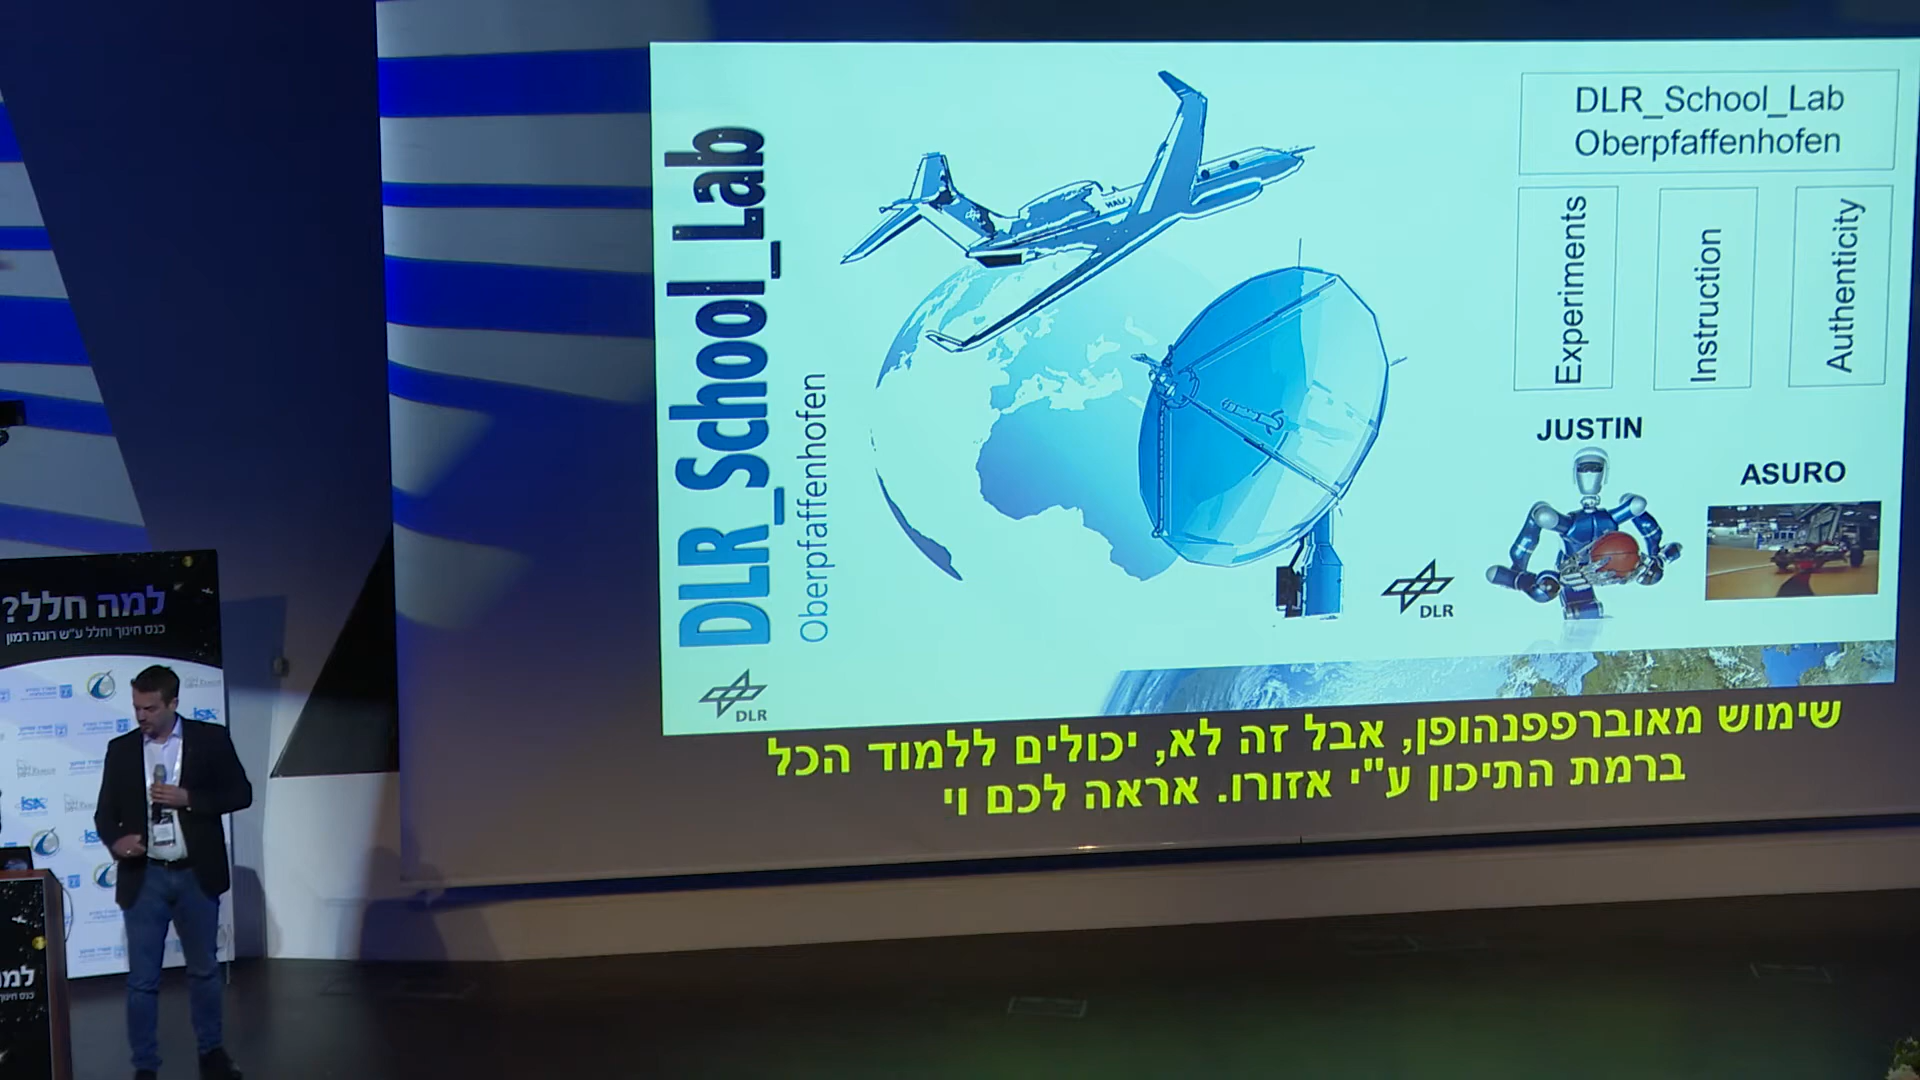 DLR_School_Lab
Oberpfaffenhofen
DLR
DLR_School_Lab
Oberpfaffenhofen
Experiments
Instruction
Authenticity
JUSTIN
ASURO
DLR
שימוש מאוברפפנהופן, אבל זה לא, יכולים ללמוד הכל
ברמת התיכון ע"י אזורו. אראה לכם וי
למה חלל?
כנס חינוך וחלל ע"ש רונה רמון